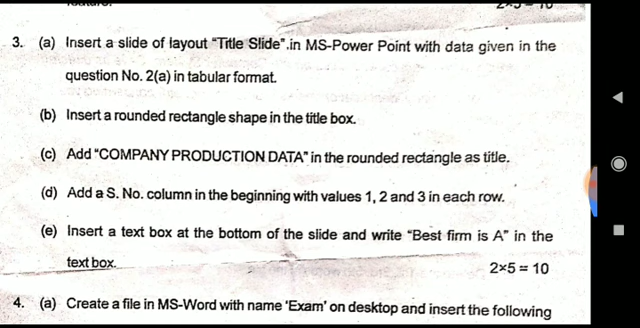 2×5 = 10
3. (a) Insert a slide of layout "Title Slide".in MS-Power Point with data given in the
question No. 2(a) in tabular format.
(b) Insert a rounded rectangle shape in the title box.
(c) Add "COMPANY PRODUCTION DATA" in the rounded rectangle as title.
(d) Add a S. No. column in the beginning with values 1, 2 and 3 in each row.
(e) Insert a text box at the bottom of the slide and write "Best firm is A" in the
text box.
2×5 = 10
4. (a) Create a file in MS-Word with name 'Exam' on desktop and insert the following